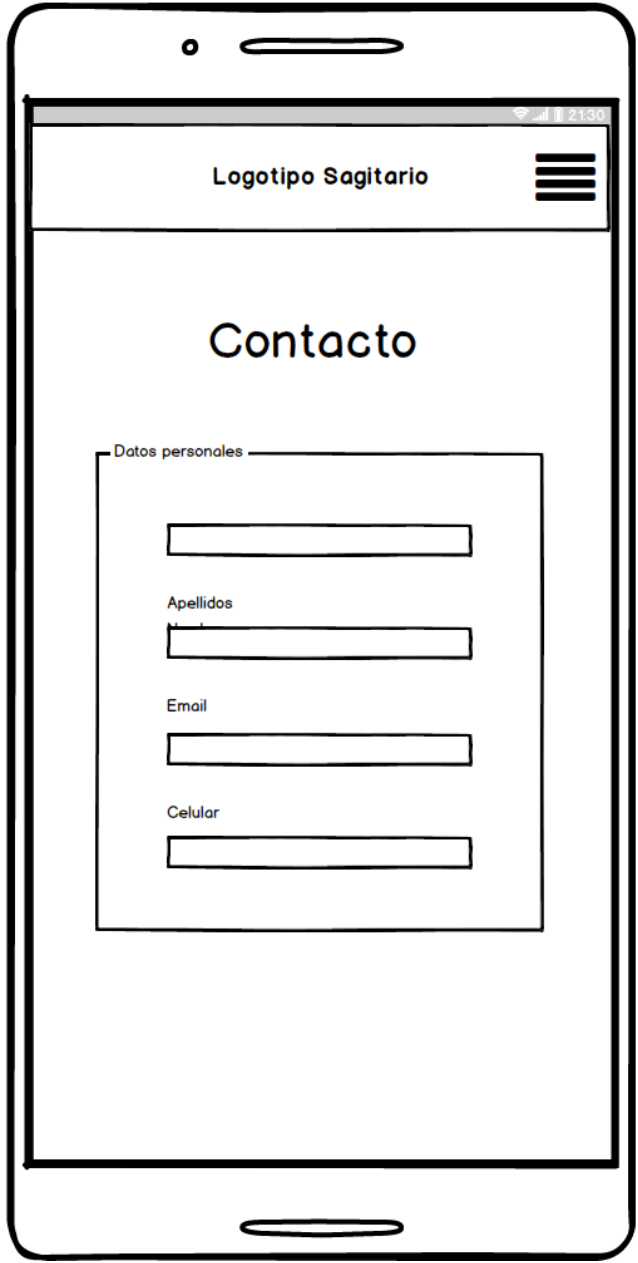 21:30
Logotipo Sagitario
Contacto
Datos personales
Apellidos
Email
Celular